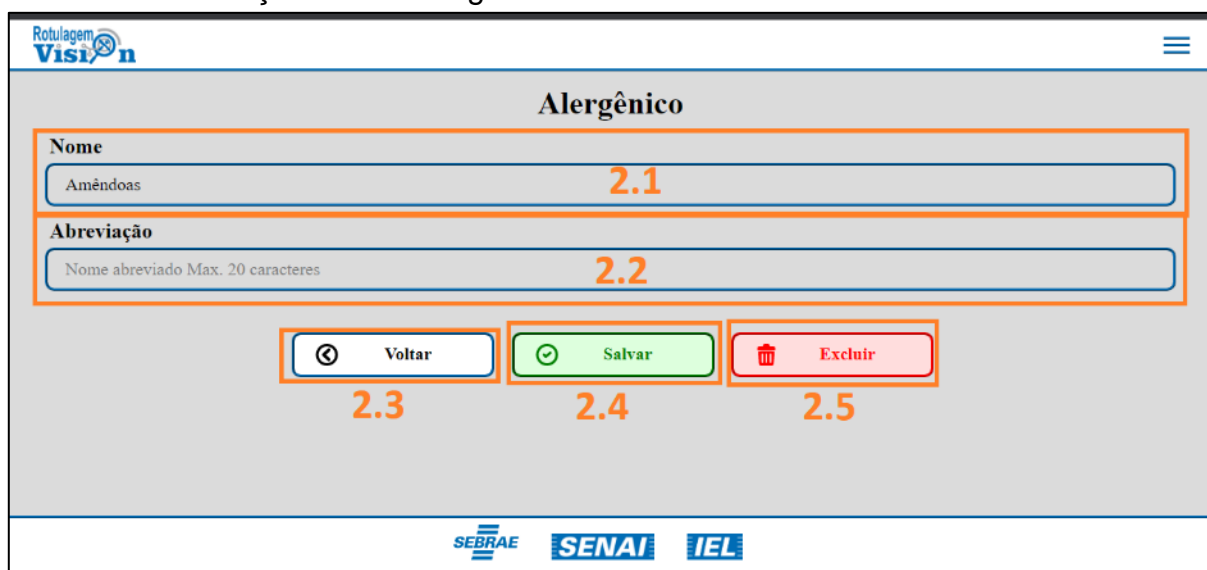 Rotulagem
Vision
Alergênico
Nome
Amêndoas
2.1
Abreviação
Nome abreviado Max. 20 caracteres
2.2
Voltar
Salvar
Excluir
2.3
2.4
2.5
SEBRAE
SENAI
IEL